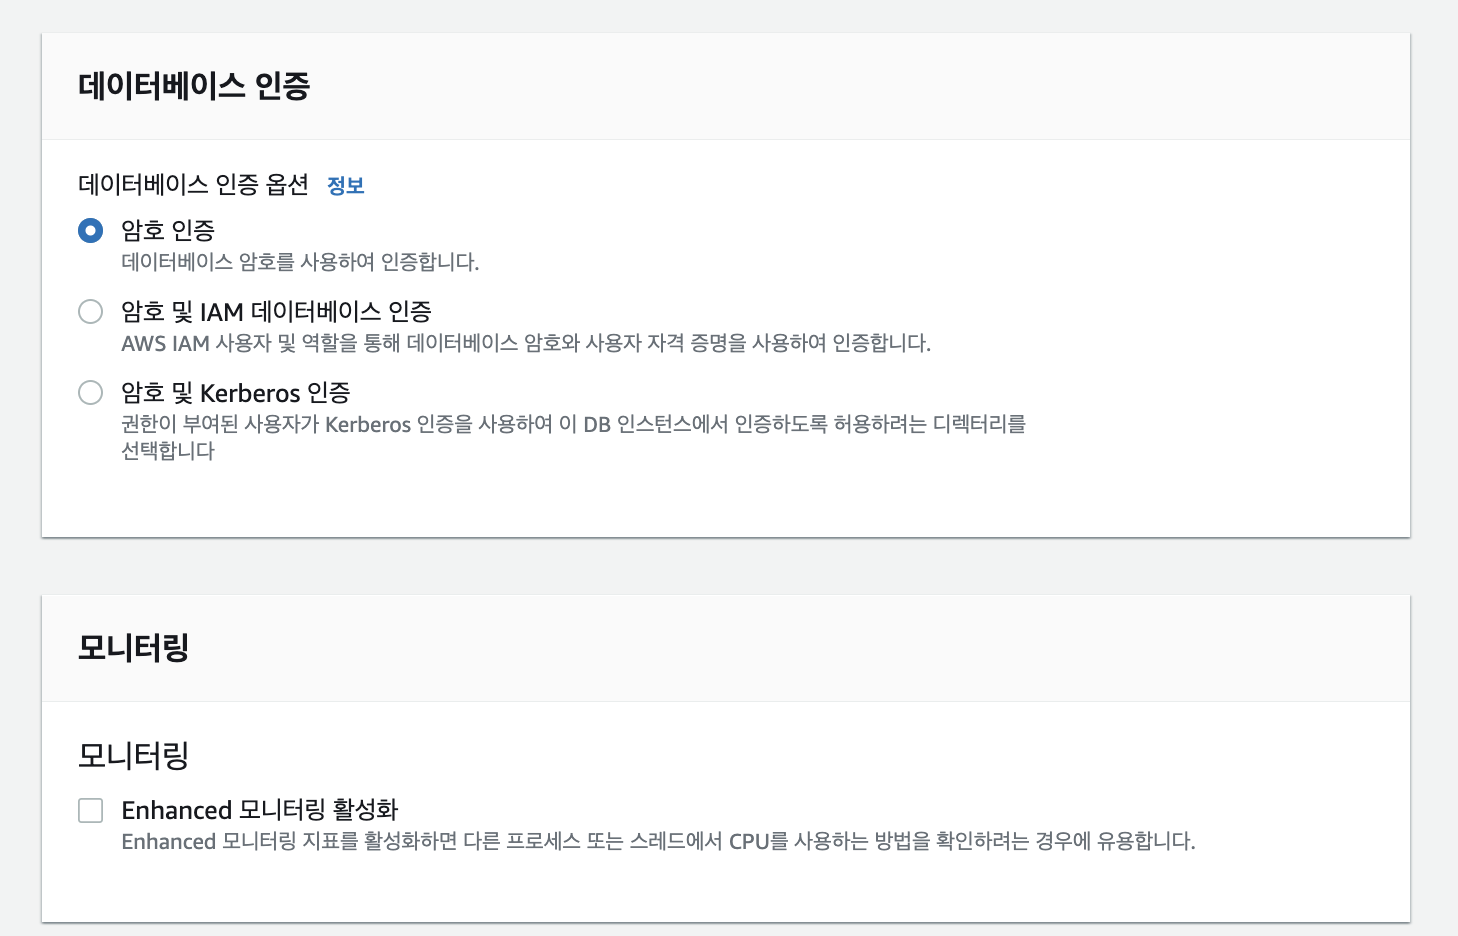 데이터베이스 인증
데이터베이스 인증 옵션 정보
암호 인증
데이터베이스 암호를 사용하여 인증합니다.
암호 및 IAM 데이터베이스 인증
AWS IAM 사용자 및 역할을 통해 데이터베이스 암호와 사용자 자격 증명을 사용하여 인증합니다.
암호 및 Kerberos 인증
권한이 부여된 사용자가 Kerberos 인증을 사용하여 이 DB 인스턴스에서 인증하도록 허용하려는 디렉터리를
선택합니다
모니터링
모니터링
Enhanced 모니터링 활성화
Enhanced 모니터링 지표를 활성화하면 다른 프로세스 또는 스레드에서 CPU를 사용하는 방법을 확인하려는 경우에 유용합니다.